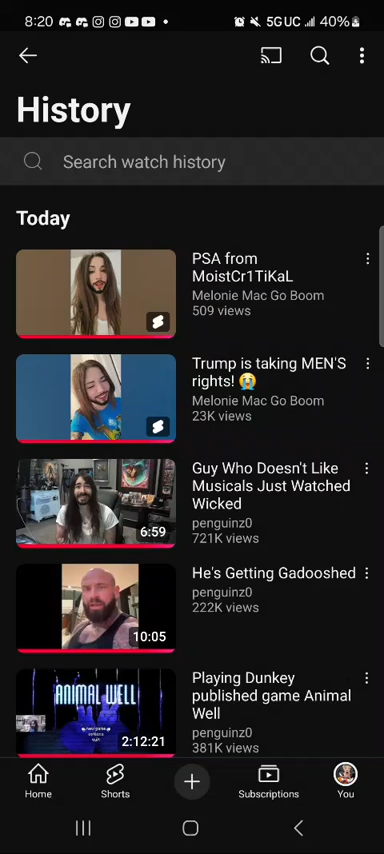 8:20
5GUC
40%
History
Search watch history
Today
PSA from
MoistCr1TiKaL
Melonie Mac Go Boom
509 views
Trump is taking MEN'S
rights! 😭
Melonie Mac Go Boom
23K views
Guy Who Doesn't Like
Musicals Just Watched
Wicked
penguinz0
721K views
6:59
He's Getting Gadooshed
penguinz0
222K views
10:05
Playing Dunkey
published game Animal
Well
penguinz0
381K views
ANIMAL WELL
2:12:21
Home
Shorts
Subscriptions
You